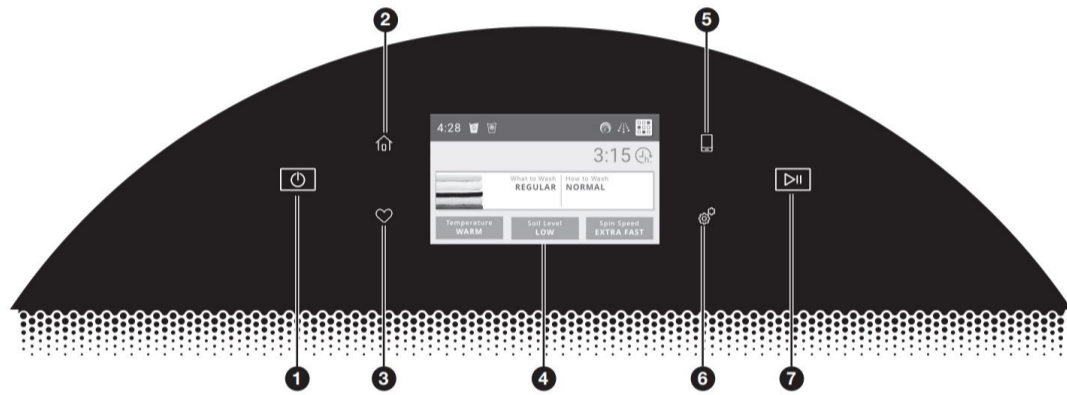 2
5
4:28
3:15
What to Wash
REGULAR
How to Wash
NORMAL
Temperature
WARM
Soil Level
LOW
Spin Speed
EXTRA FAST
1
3
4
6
7